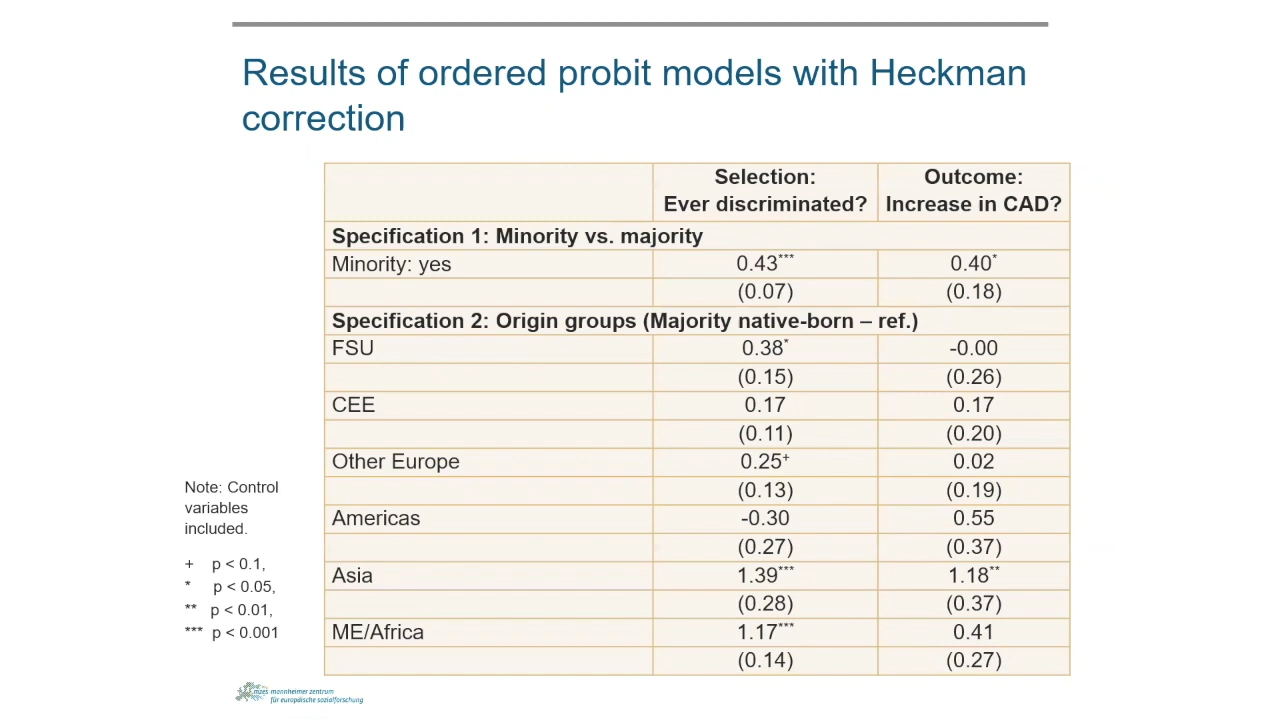 Results of ordered probit models with Heckman
correction
Selection: Outcome:
Ever discriminated? Increase in CAD?
Specification 1: Minority vs. majority
Minority: yes 0.43*** 0.40*
(0.07) (0.18)
Specification 2: Origin groups (Majority native-born – ref.)
FSU 0.38* -0.00
(0.15) (0.26)
CEE 0.17 0.17
(0.11) (0.20)
Other Europe 0.25+ 0.02
(0.13) (0.19)
Americas -0.30 0.55
(0.27) (0.37)
Asia 1.39*** 1.18**
(0.28) (0.37)
ME/Africa 1.17*** 0.41
(0.14) (0.27)
Note: Control
variables
included.
+ p < 0.1,
* p < 0.05,
** p < 0.01,
*** p < 0.001
mzes mannheimer zentrum
für europäische sozialforschung